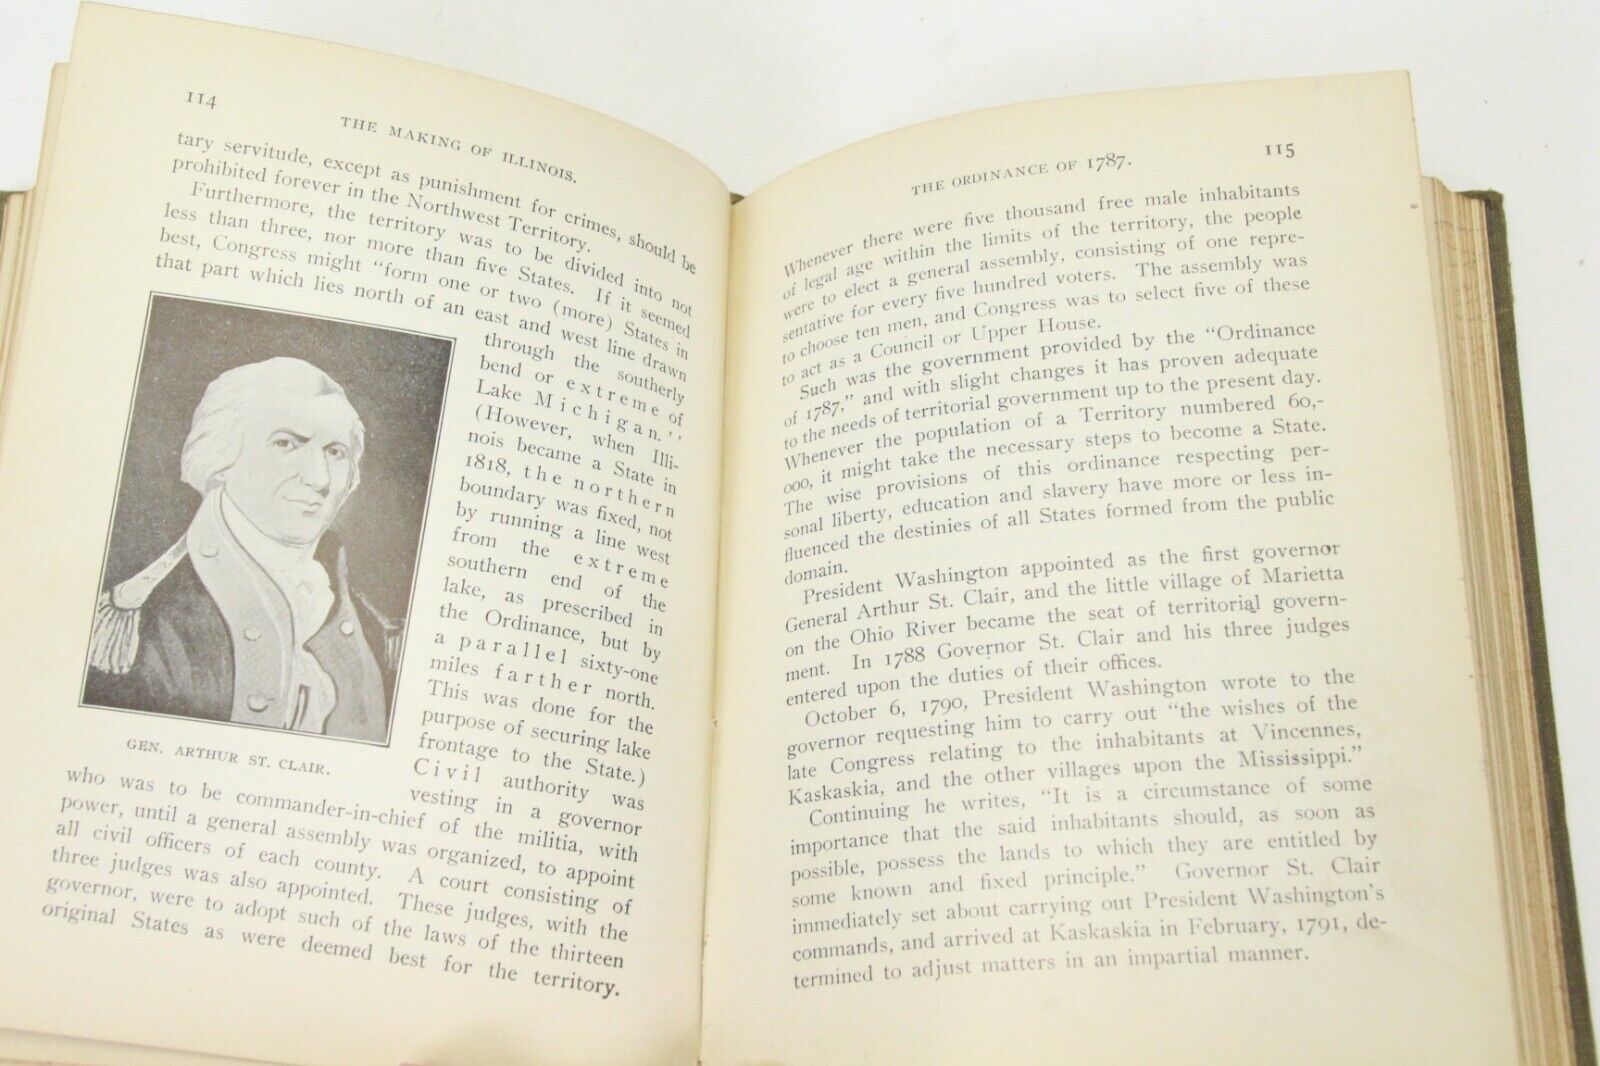 114
THE MAKING OF ILLINOIS.
tary servitude, except as punishment for crimes, should be
prohibited forever in the Northwest Territory.
Furthermore, the territory was to be divided into not
less than three, nor more than five States. If it seemed
best, Congress might "form one or two (more) States in
that part which lies north of an east and west line drawn
through the southerly
bend or extreme of
Lake Michigan."
(However, when Illi-
nois became a State in
1818, the northern
boundary was fixed, not
by running a line west
from the extreme
southern end of the
lake, as prescribed in
the Ordinance, but by
a parallel sixty-one
miles farther north.
This was done for the
purpose of securing lake
frontage to the State.)
Civil authority was
vesting in a governor
GEN. ARTHUR ST. CLAIR.
who was to be commander-in-chief of the militia, with
power, until a general assembly was organized, to appoint
all civil officers of each county. A court consisting of
three judges was also appointed. These judges, with the
governor, were to adopt such of the laws of the thirteen
original States as were deemed best for the territory.
THE ORDINANCE OF 1787.
115
Whenever there were five thousand free male inhabitants
of legal age within the limits of the territory, the people
were to elect a general assembly, consisting of one repre-
sentative for every five hundred voters. The assembly was
to choose ten men, and Congress was to select five of these
to act as a Council or Upper House.
Such was the government provided by the "Ordinance
of 1787," and with slight changes it has proven adequate
to the needs of territorial government up to the present day.
Whenever the population of a Territory numbered 60,-
000, it might take the necessary steps to become a State.
The wise provisions of this ordinance respecting per-
sonal liberty, education and slavery have more or less in-
fluenced the destinies of all States formed from the public
domain.
President Washington appointed as the first governor
General Arthur St. Clair, and the little village of Marietta
on the Ohio River became the seat of territorial govern-
ment. In 1788 Governor St. Clair and his three judges
entered upon the duties of their offices.
October 6, 1790, President Washington wrote to the
governor requesting him to carry out "the wishes of the
late Congress relating to the inhabitants at Vincennes,
Kaskaskia, and the other villages upon the Mississippi."
Continuing he writes, "It is a circumstance of some
importance that the said inhabitants should, as soon as
possible, possess the lands to which they are entitled by
some known and fixed principle." Governor St. Clair
immediately set about carrying out President Washington's
commands, and arrived at Kaskaskia in February, 1791, de-
termined to adjust matters in an impartial manner.